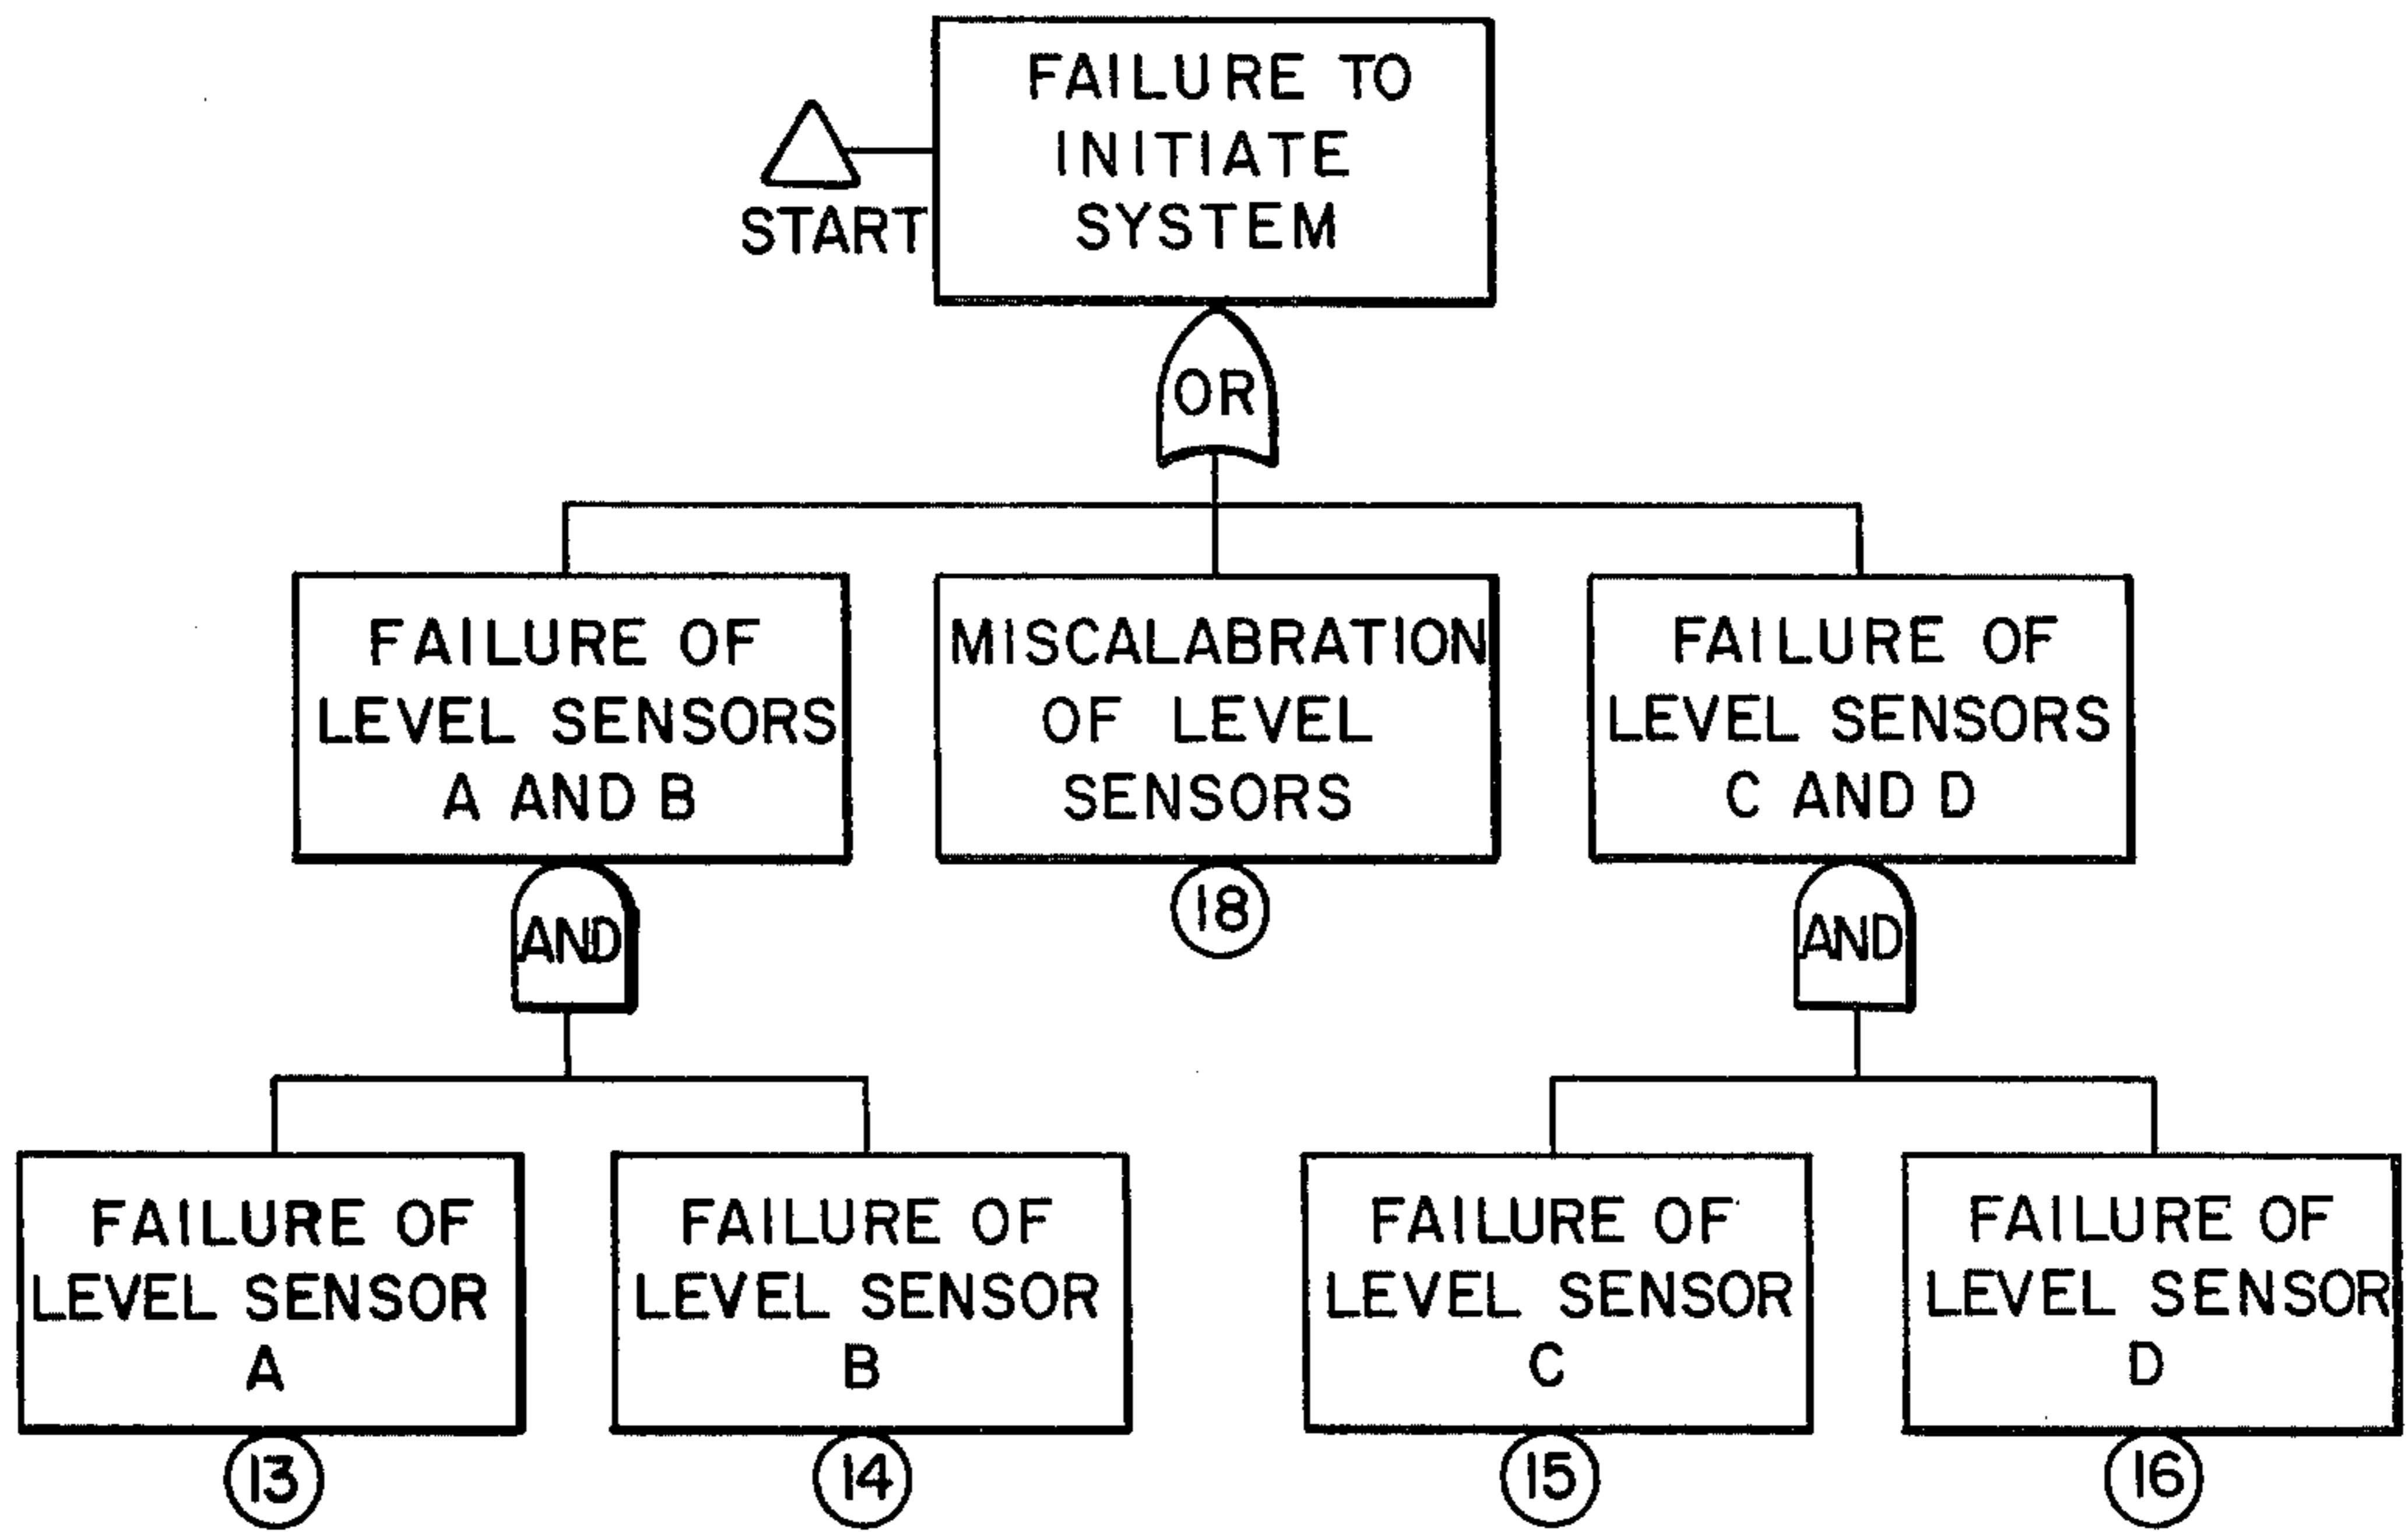 FAILURE TO
INITIATE
SYSTEM
START
OR
FAILURE OF
LEVEL SENSORS
A AND B
MISCALABRATION
OF LEVEL
SENSORS
FAILURE OF
LEVEL SENSORS
C AND D
AND
18
AND
FAILURE OF
LEVEL SENSOR
A
FAILURE OF
LEVEL SENSOR
B
FAILURE OF
LEVEL SENSOR
C
FAILURE OF
LEVEL SENSOR
D
13
14
15
16